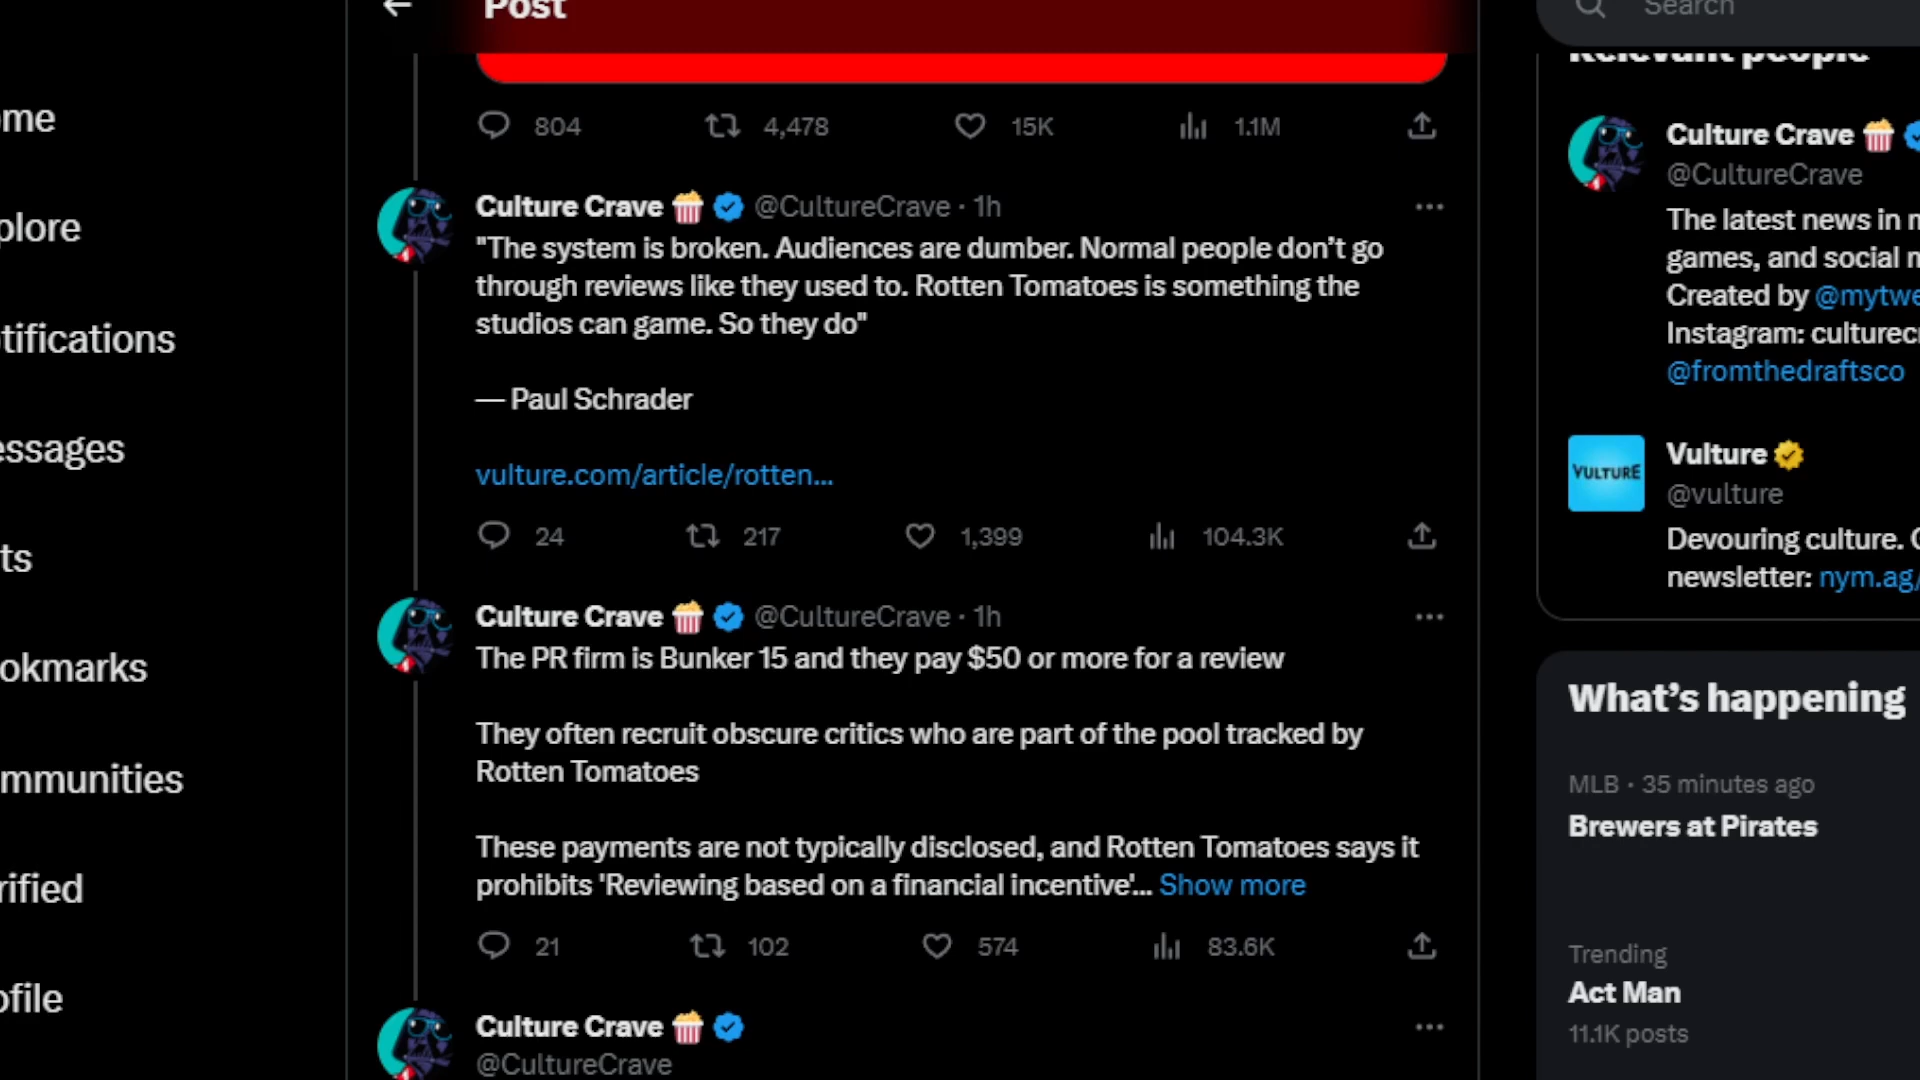 Post
Search
Relevant people
ome
plore
tifications
essages
ts
okmarks
mmunities
rified
ofile
804 4,478 15K 1.1M
Culture Crave @CultureCrave · 1h
"The system is broken. Audiences are dumber. Normal people don't go
through reviews like they used to. Rotten Tomatoes is something the
studios can game. So they do"
— Paul Schrader
vulture.com/article/rotten...
24 217 1,399 104.3K
Culture Crave @CultureCrave · 1h
The PR firm is Bunker 15 and they pay $50 or more for a review
They often recruit obscure critics who are part of the pool tracked by
Rotten Tomatoes
These payments are not typically disclosed, and Rotten Tomatoes says it
prohibits 'Reviewing based on a financial incentive'... Show more
21 102 574 83.6K
Culture Crave
@CultureCrave
Culture Crave
@CultureCrave
The latest news in m
games, and social m
Created by @mytwe
Instagram: culturecr
@fromthedraftsco
VULTURE
Vulture
@vulture
Devouring culture. C
newsletter: nym.ag/
What's happening
MLB · 35 minutes ago
Brewers at Pirates
Trending
Act Man
11.1K posts